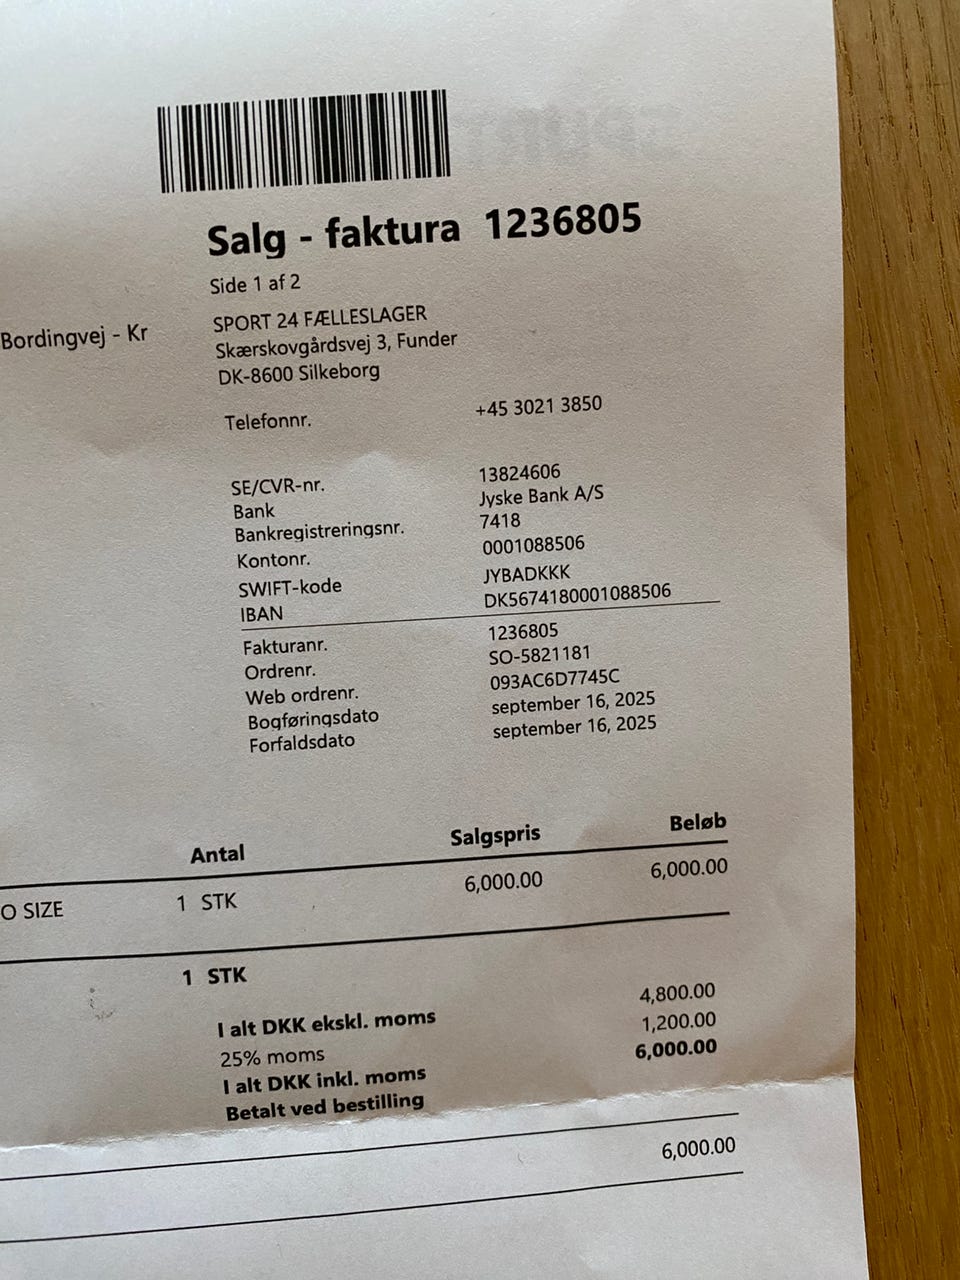 Salg - faktura 1236805
Side 1 af 2
Bordingvej - Kr
SPORT 24 FÆLLESLAGER
Skærskovgårdsvej 3, Funder
DK-8600 Silkeborg
Telefonnr. +45 3021 3850
SE/CVR-nr. 13824606
Bank Jyske Bank A/S
Bankregistreringsnr. 7418
Kontonr. 0001088506
SWIFT-kode JYBADKKK
IBAN DK5674180001088506
Fakturanr. 1236805
Ordrenr. SO-5821181
Web ordrenr. 093AC6D7745C
Bogføringsdato september 16, 2025
Forfaldsdato september 16, 2025
Antal Salgspris Beløb
O SIZE 1 STK 6,000.00 6,000.00
1 STK
I alt DKK ekskl. moms 4,800.00
25% moms 1,200.00
I alt DKK inkl. moms 6,000.00
Betalt ved bestilling
6,000.00